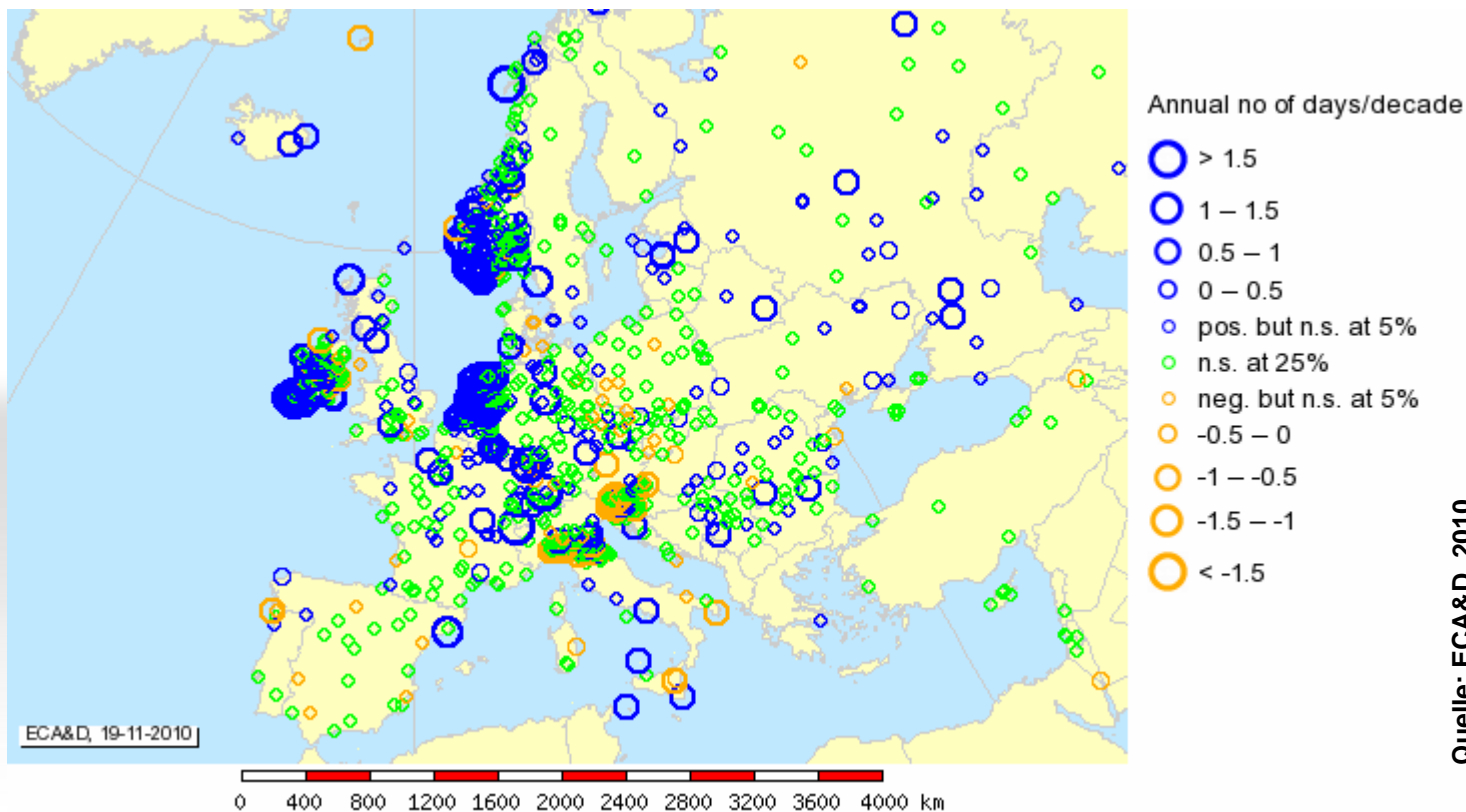 Annual no of days/decade
> 1.5
1 – 1.5
0.5 – 1
0 – 0.5
pos. but n.s. at 5%
n.s. at 25%
neg. but n.s. at 5%
-0.5 – 0
-1 – -0.5
-1.5 – -1
< -1.5
Quelle: ECA&D, 2010
ECA&D, 19-11-2010
0 400 800 1200 1600 2000 2400 2800 3200 3600 4000 km